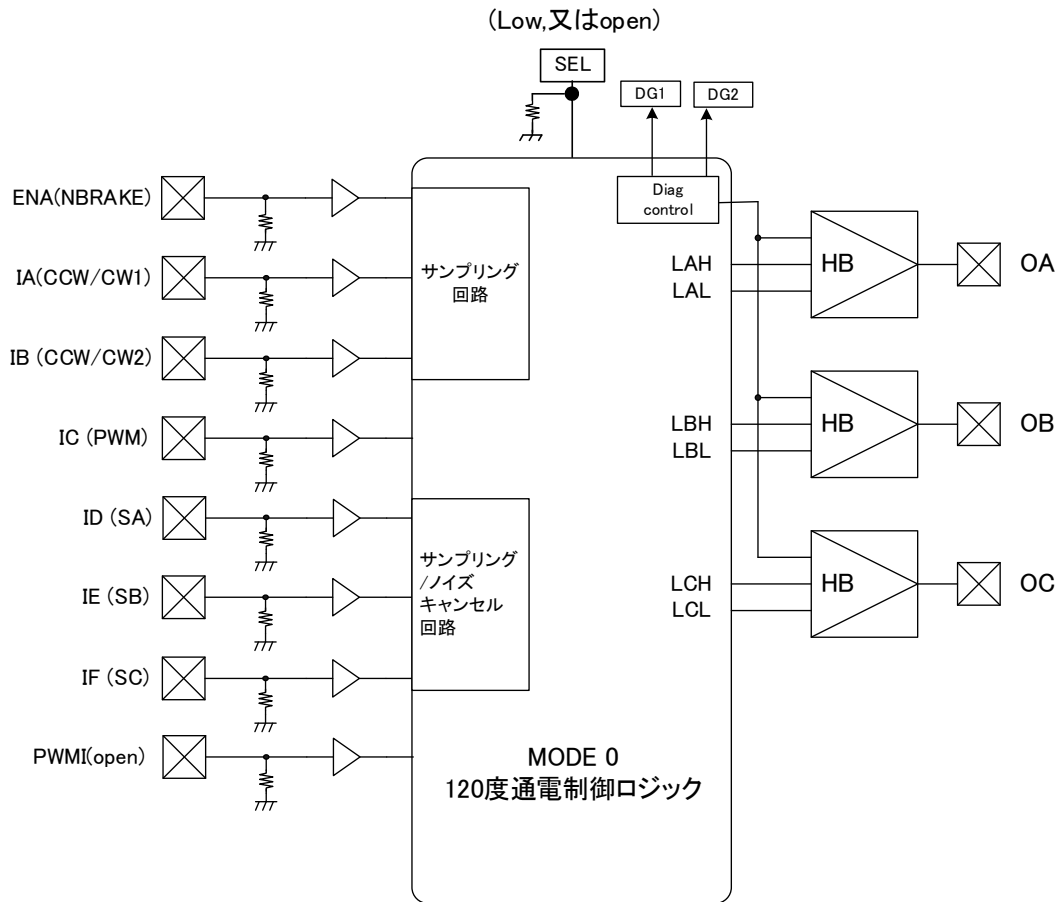 (Low,又はopen)
SEL
DG1
DG2
Diag
control
ENA(NBRAKE)
IA(CCW/CW1)
IB (CCW/CW2)
IC (PWM)
ID (SA)
IE (SB)
IF (SC)
PWMI(open)
サンプリング
回路
サンプリング
/ノイズ
キャンセル
回路
LAH
LAL
LBH
LBL
LCH
LCL
HB
OA
HB
OB
HB
OC
MODE 0
120度通電制御ロジック